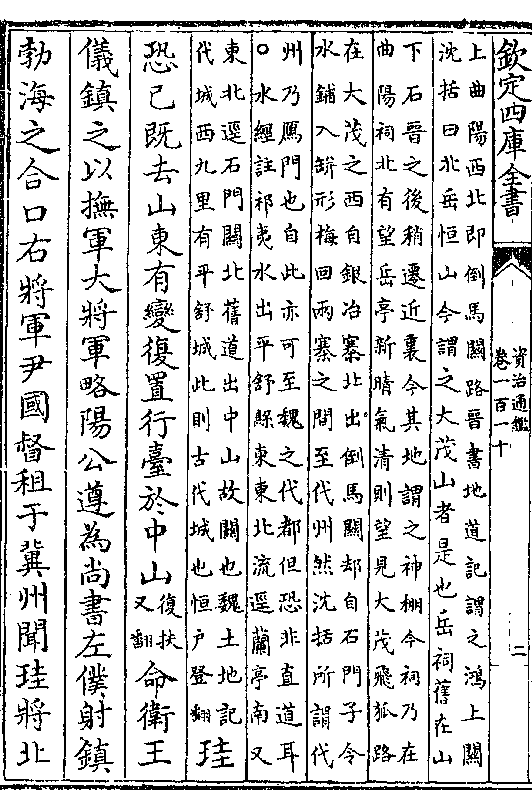 欽定四庫全書
資治通鑑
卷一百一十
二
上曲陽西北即倒馬關路晉書地道記謂之鴻上關
沈括曰北岳恒山今謂之大茂山者是也岳祠舊在山
下石晉之後稍遷近裏今其地謂之神棚今祠乃在
曲陽祠北有望岳亭新晴氣清則望見大茂飛狐路
在大茂之西自銀冶寨北出倒馬關却自石門子令
水鋪入缾形梅回兩寨之間至代州然沈括所謂代
州乃鴈門也自此亦可至魏之代都但恐非直道耳
○水經註祁夷水出平舒縣東東北流逕蘭亭南又
東北逕石門關北舊道出中山故關也魏土地記
代城西九里有平舒城此則古代城也恒户登翻
珪
恐已既去山東有變復置行臺於中山
復扶
又翻
命衛王
儀鎮之以撫軍大將軍略陽公遵為尚書左僕射鎮
勃海之合口右將軍尹國督租于冀州聞珪將北